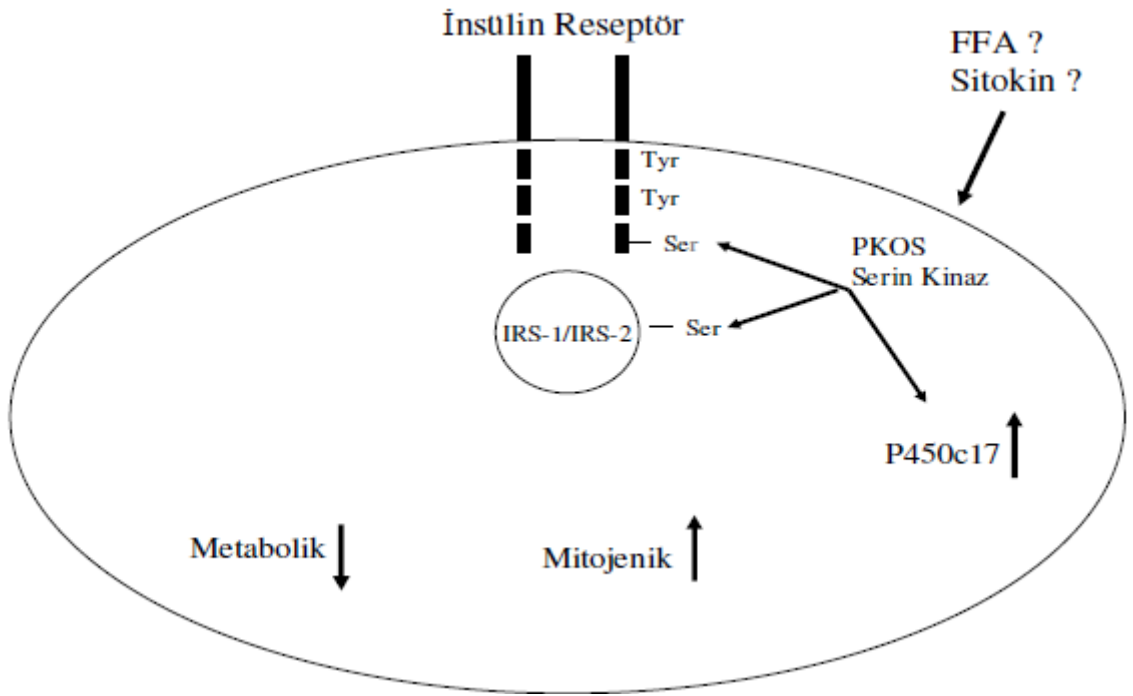 İnsülin Reseptör
FFA ?
Sitokin ?
Tyr
Tyr
Ser
PKOS
Serin Kinaz
IRS-1/IRS-2
Ser
P450c17
Metabolik
Mitojenik